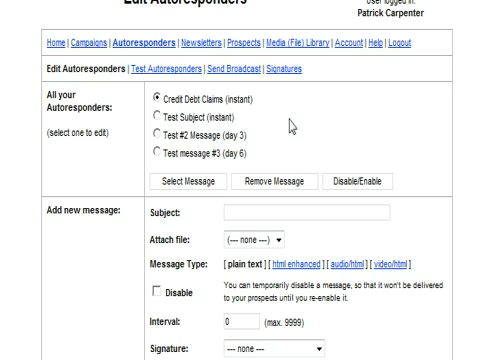 Edit Autoresponders
User logged in:
Patrick Carpenter
Home | Campaigns | Autoresponders | Newsletters | Prospects | Media (File) Library | Account | Help | Logout
Edit Autoresponders | Test Autoresponders | Send Broadcast | Signatures
All your
Autoresponders:
(select one to edit)
Credit Debt Claims (instant)
Test Subject (instant)
Test #2 Message (day 3)
Test message #3 (day 6)
Select Message Remove Message Disable/Enable
Add new message:
Subject:
Attach file: (--- none ---)
Message Type: [ plain text ] [ html enhanced ] [ audio/html ] [ video/html ]
Disable
You can temporarily disable a message, so that it won't be delivered
to your prospects until you re-enable it.
Interval: 0 (max. 9999)
Signature: --- none ---